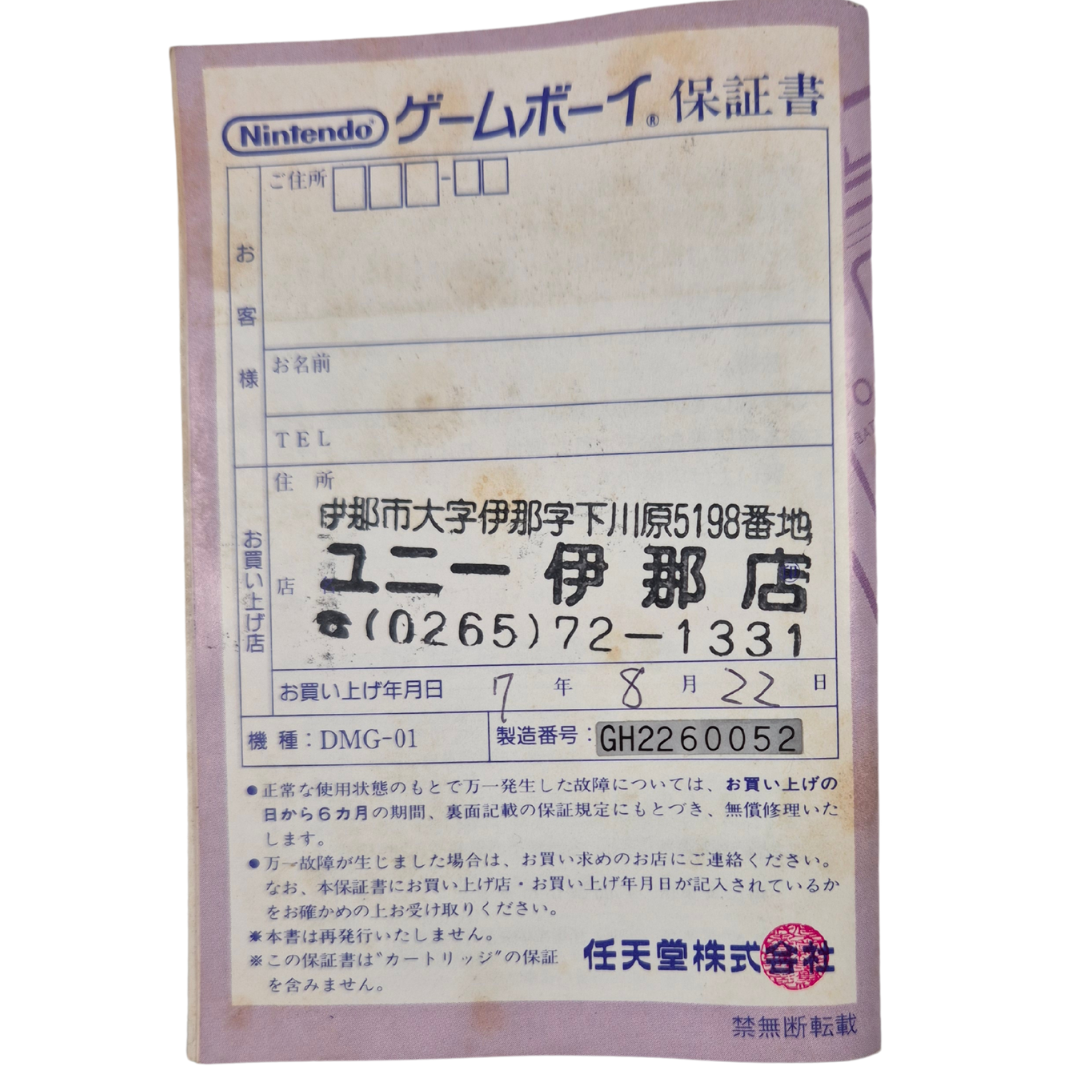 Nintendo ゲームボーイ® 保証書
お客様
ご住所
お名前
TEL
お買い上げ店
住 所
伊那市大字伊那字下川原5198番地
店
ユニー 伊那店
☎(0265)72-1331
お買い上げ年月日 7 年 8 月 22 日
機種:DMG-01 製造番号:GH2260052
●正常な使用状態のもとで万一発生した故障については、お買い上げの
日から6カ月の期間、裏面記載の保証規定にもとづき、無償修理いた
します。
●万一故障が生じました場合は、お買い求めのお店にご連絡ください。
なお、本保証書にお買い上げ店・お買い上げ年月日が記入されているか
をお確かめの上お受け取りください。
※本書は再発行いたしません。
※この保証書は“カートリッジ”の保証
を含みません。
任天堂株式会社
禁無断転載